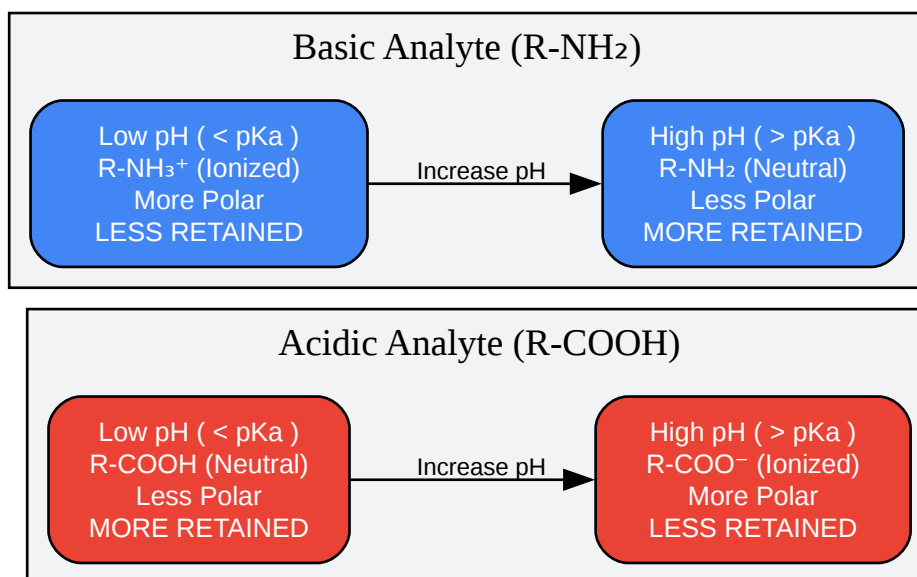 Basic Analyte (R-NH₂)
Low pH ( < pKa )
R-NH₃⁺ (Ionized)
More Polar
LESS RETAINED
Increase pH
High pH ( > pKa )
R-NH₂ (Neutral)
Less Polar
MORE RETAINED
Acidic Analyte (R-COOH)
Low pH ( < pKa )
R-COOH (Neutral)
Less Polar
MORE RETAINED
Increase pH
High pH ( > pKa )
R-COO⁻ (Ionized)
More Polar
LESS RETAINED